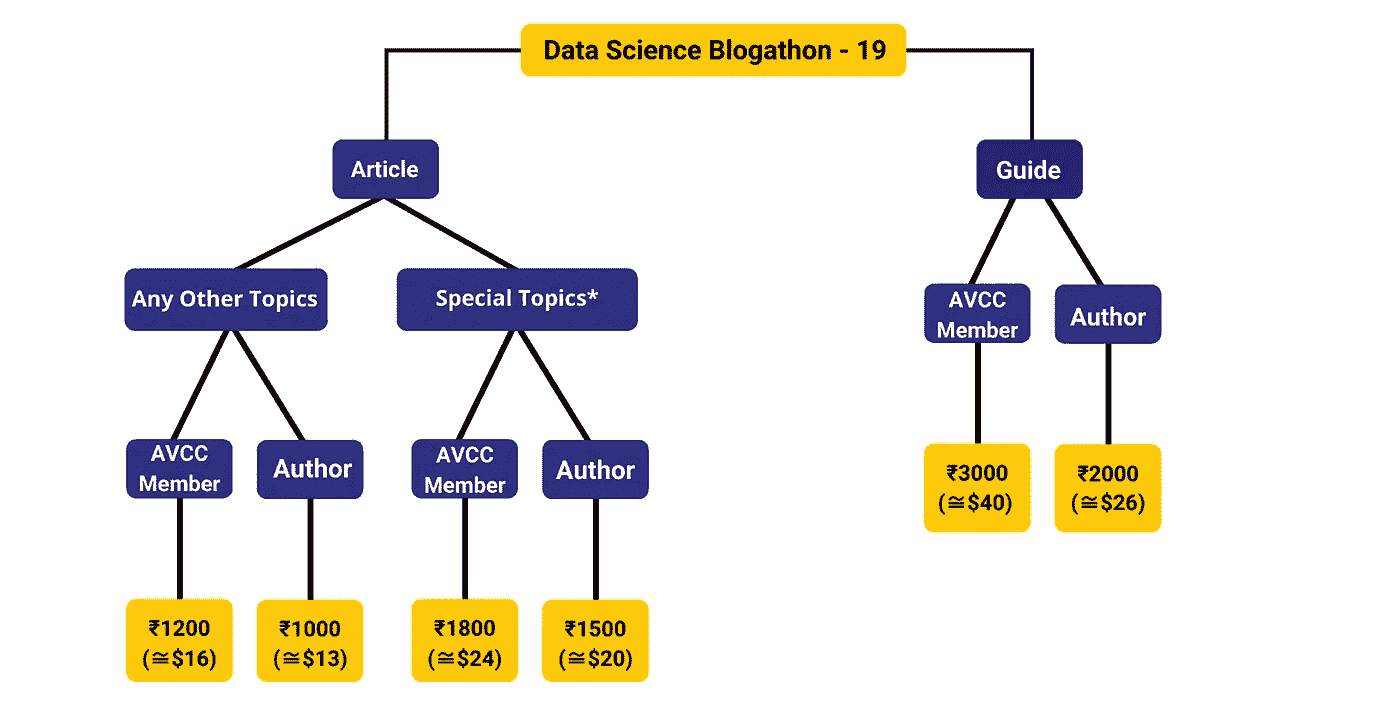 Data Science Blogathon - 19
Article
Guide
Any Other Topics
Special Topics*
AVCC
Member
Author
AVCC
Member
Author
AVCC
Member
Author
₹3000
(≅$40)
₹2000
(≅$26)
₹1200
(≅$16)
₹1000
(≅$13)
₹1800
(≅$24)
₹1500
(≅$20)